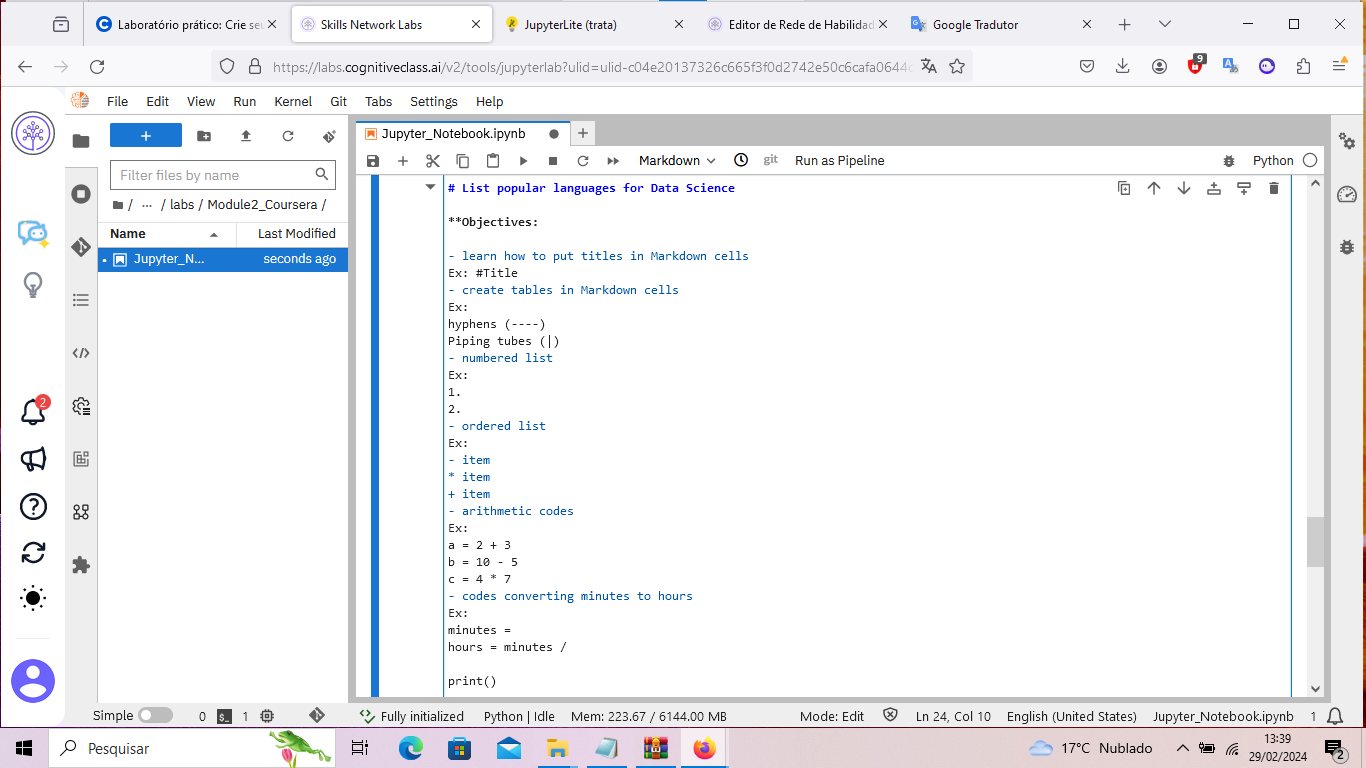 Laboratório prático: Crie seu
Skills Network Labs
JupyterLite (trata)
Editor de Rede de Habilidad
Google Tradutor
https://labs.cognitiveclass.ai/v2/tools/jupyterlab?ulid=ulid-c04e20137326c665f3f0d2742e50c6cafa0644c
9
File Edit View Run Kernel Git Tabs Settings Help
Jupyter_Notebook.ipynb
Markdown
git
Run as Pipeline
Python
Filter files by name
/ ... / labs / Module2_Coursera /
Name Last Modified
Jupyter_N... seconds ago
2
# List popular languages for Data Science
**Objectives:
- learn how to put titles in Markdown cells
Ex: #Title
- create tables in Markdown cells
Ex:
hyphens (----)
Piping tubes (|)
- numbered list
Ex:
1.
2.
- ordered list
Ex:
- item
* item
+ item
- arithmetic codes
Ex:
a = 2 + 3
b = 10 - 5
c = 4 * 7
- codes converting minutes to hours
Ex:
minutes =
hours = minutes /
print()
Simple 0 1 Fully initialized Python | Idle Mem: 223.67 / 6144.00 MB Mode: Edit Ln 24, Col 10 English (United States) Jupyter_Notebook.ipynb 1
Pesquisar
17°C Nublado
13:39
29/02/2024
2